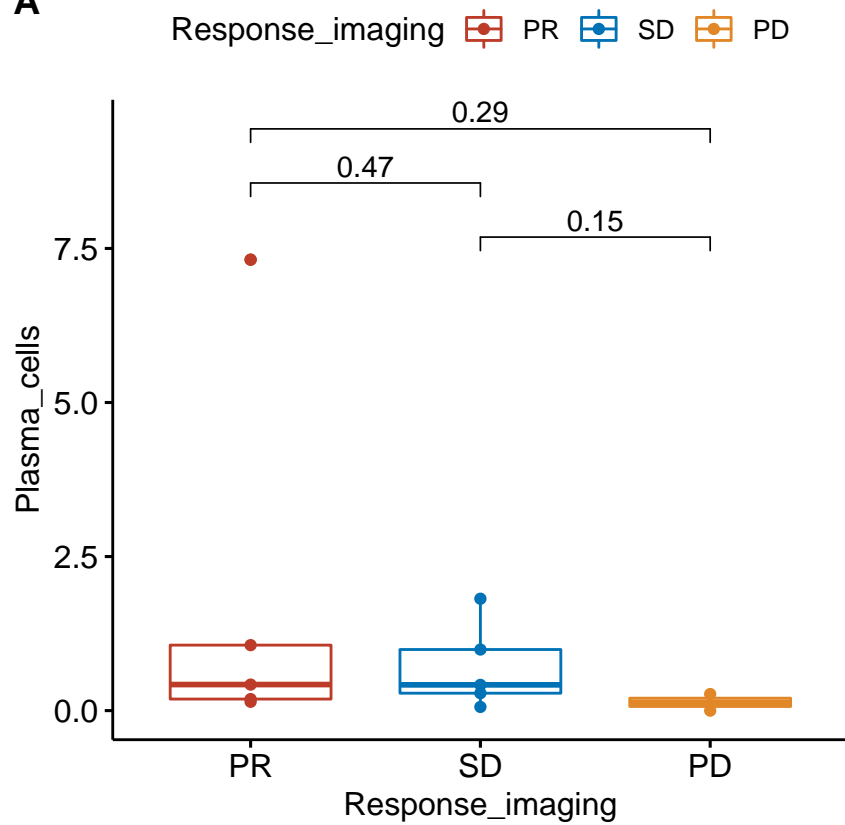 A
Response_imaging PR SD PD
0.29
0.47
0.15
7.5
5.0
2.5
0.0
Plasma_cells
PR SD PD
Response_imaging